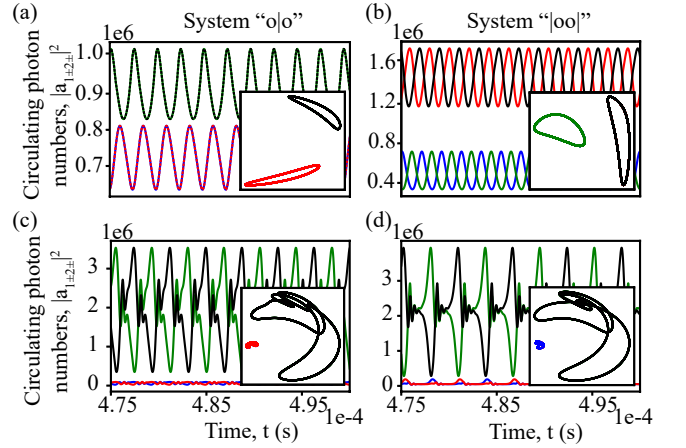 (a) System “o|o” (b) System “|oo|”
1e6 1e6
Circulating photon numbers, |a₁±₂±|²
1.0
0.9
0.8
0.7
1.6
1.2
0.8
0.4
(c) (d)
1e6 1e6
Circulating photon numbers, |a₁±₂±|²
3
2
1
0
3
2
1
0
4.75 4.85 4.95 4.75 4.85 4.95
1e-4 1e-4
Time, t (s) Time, t (s)